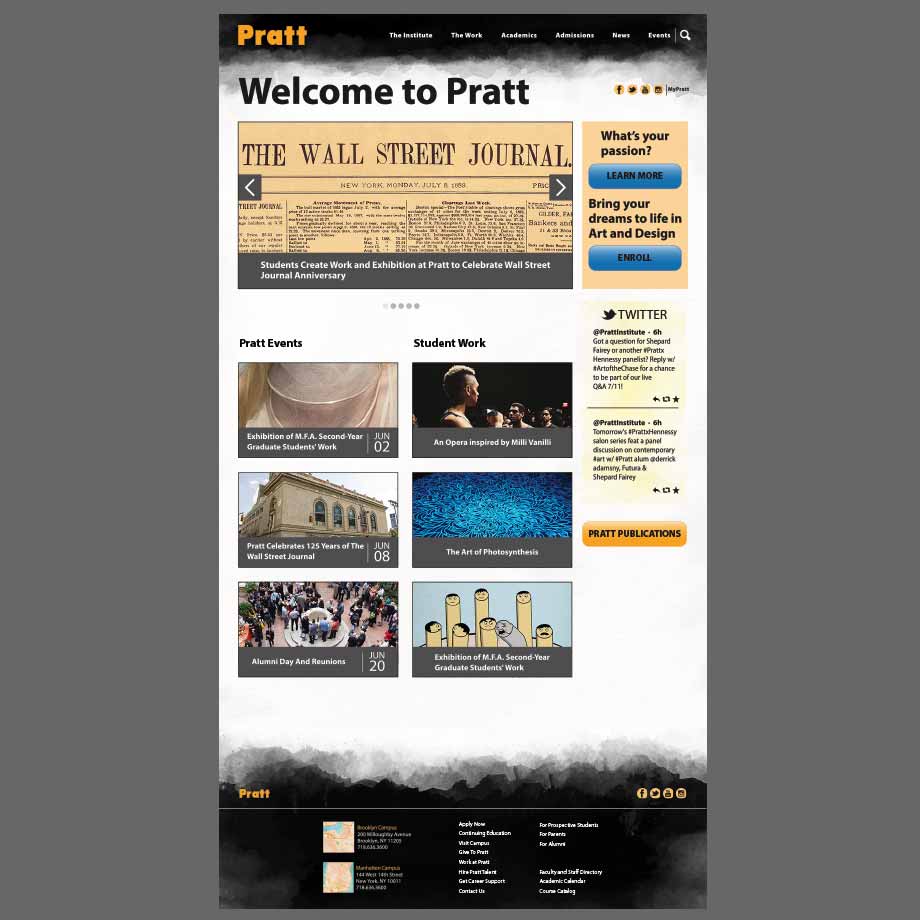 Pratt
The Institute
The Work
Academics
Admissions
News
Events
Welcome to Pratt
MyPratt
THE WALL STREET JOURNAL.
NEW YORK, MONDAY, JULY 8, 1889.
PRIC
Average Movement of Prices.
Clearings Last Week.
Students Create Work and Exhibition at Pratt to Celebrate Wall Street
Journal Anniversary
What's your
passion?
LEARN MORE
Bring your
dreams to life in
Art and Design
ENROLL
TWITTER
@PrattInstitute - 6h
Got a question for Shepard
Fairey or another #Prattx
Hennessy panelist? Reply w/
#ArtoftheChase for a chance
to be part of our live
Q&A 7/11!
@PrattInstitute - 6h
Tomorrow's #PrattxHennessy
salon series feat a panel
discussion on contemporary
#art w/ #Pratt alum @derrick
adamsny, Futura &
Shepard Fairey
PRATT PUBLICATIONS
Pratt Events
Exhibition of M.F.A. Second-Year
Graduate Students' Work
JUN
02
Pratt Celebrates 125 Years of The
Wall Street Journal
JUN
08
Alumni Day And Reunions
JUN
20
Student Work
An Opera inspired by Milli Vanilli
The Art of Photosynthesis
Exhibition of M.F.A. Second-Year
Graduate Students' Work
Pratt
Brooklyn Campus
200 Willoughby Avenue
Brooklyn, NY 11205
718.636.3600
Manhattan Campus
144 West 14th Street
New York, NY 10011
718.636.3600
Apply Now
Continuing Education
Visit Campus
Give To Pratt
Work at Pratt
Hire Pratt Talent
Get Career Support
Contact Us
For Prospective Students
For Parents
For Alumni
Faculty and Staff Directory
Academic Calendar
Course Catalog